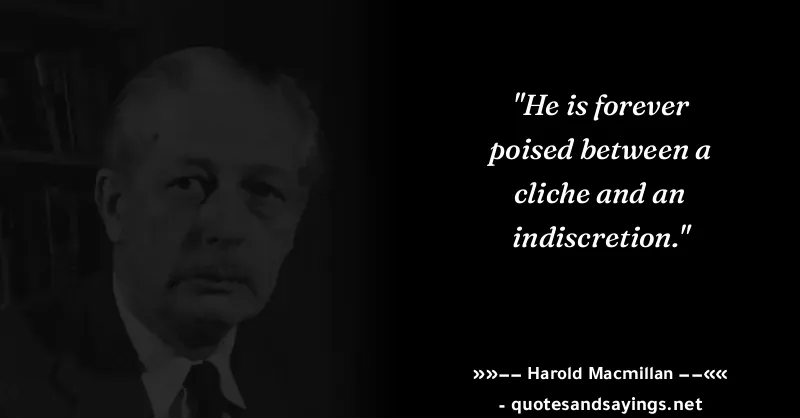 "He is forever
poised between a
cliche and an
indiscretion."
»»−− Harold Macmillan −−««
- quotesandsayings.net